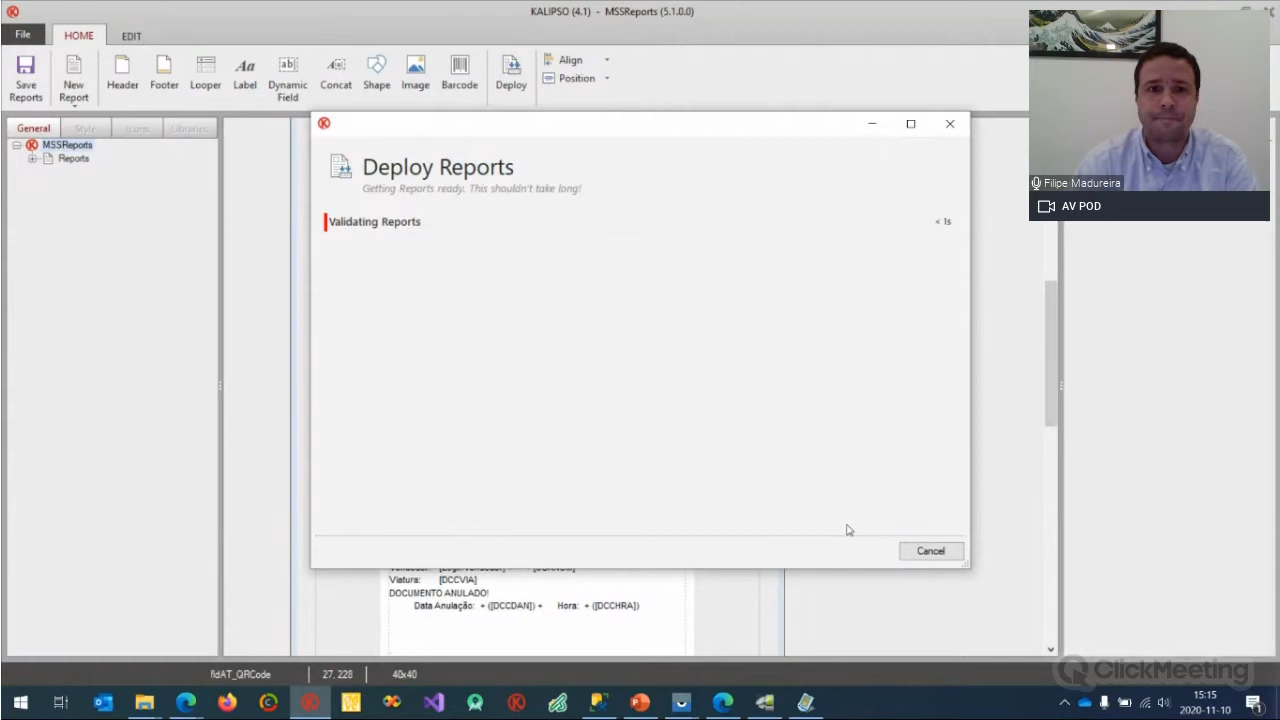 KALIPSO (4.1) - MSSReports (5.1.0.0)
File
HOME
EDIT
Save Reports
New Report
Header
Footer
Looper
Label
Dynamic Field
Concat
Shape
Image
Barcode
Deploy
Align
Position
General
Style
Icons
Libraries
MSSReports
Reports
Deploy Reports
Getting Reports ready. This shouldn't take long!
Validating Reports
< 1s
Cancel
Viatura: [DCCVIA]
DOCUMENTO ANULADO!
Data Anulação: + ([DCCDAN]) + Hora: + ([DCCHRA])
Filipe Madureira
AV POD
fldAT_QRCode
27, 228
40x40
ClickMeeting
15:15
2020-11-10